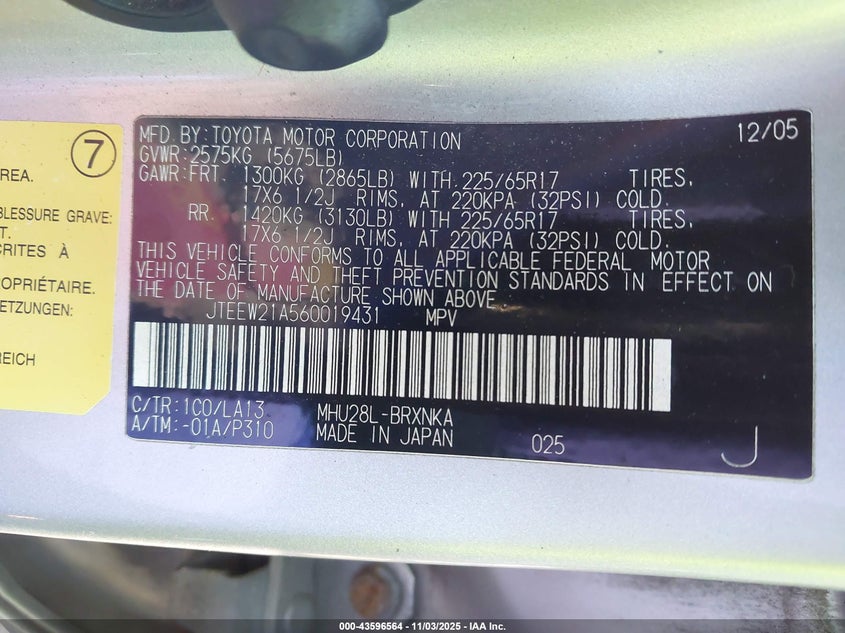 7
REA.
BLESSURE GRAVE:
T.
CRITES À
PROPRIÉTAIRE.
ETZUNGEN:
REICH
MFD BY:TOYOTA MOTOR CORPORATION 12/05
GVWR:2575KG (5675LB)
GAWR:FRT. 1300KG (2865LB) WITH 225/65R17 TIRES,
17X6 1/2J RIMS, AT 220KPA (32PSI) COLD.
RR. 1420KG (3130LB) WITH 225/65R17 TIRES,
17X6 1/2J RIMS, AT 220KPA (32PSI) COLD.
THIS VEHICLE CONFORMS TO ALL APPLICABLE FEDERAL MOTOR
VEHICLE SAFETY AND THEFT PREVENTION STANDARDS IN EFFECT ON
THE DATE OF MANUFACTURE SHOWN ABOVE
JTEEW21A560019431 MPV
C/TR:1C0/LA13 MHU28L-BRXNKA
A/TM:-01A/P310 MADE IN JAPAN 025 J
000-43596564 - 11/03/2025 - IAA Inc.